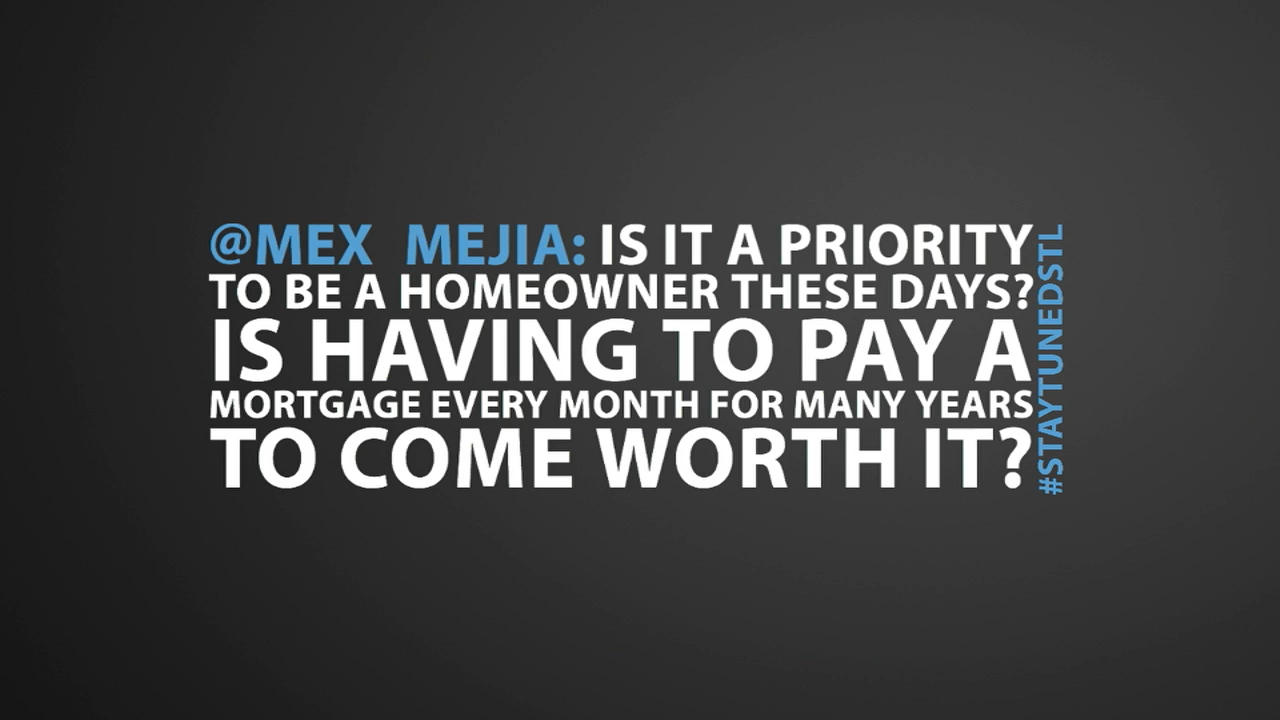 @MEX MEJIA: IS IT A PRIORITY
TO BE A HOMEOWNER THESE DAYS?
IS HAVING TO PAY A
MORTGAGE EVERY MONTH FOR MANY YEARS
TO COME WORTH IT?
#STAYTUNEDSTL